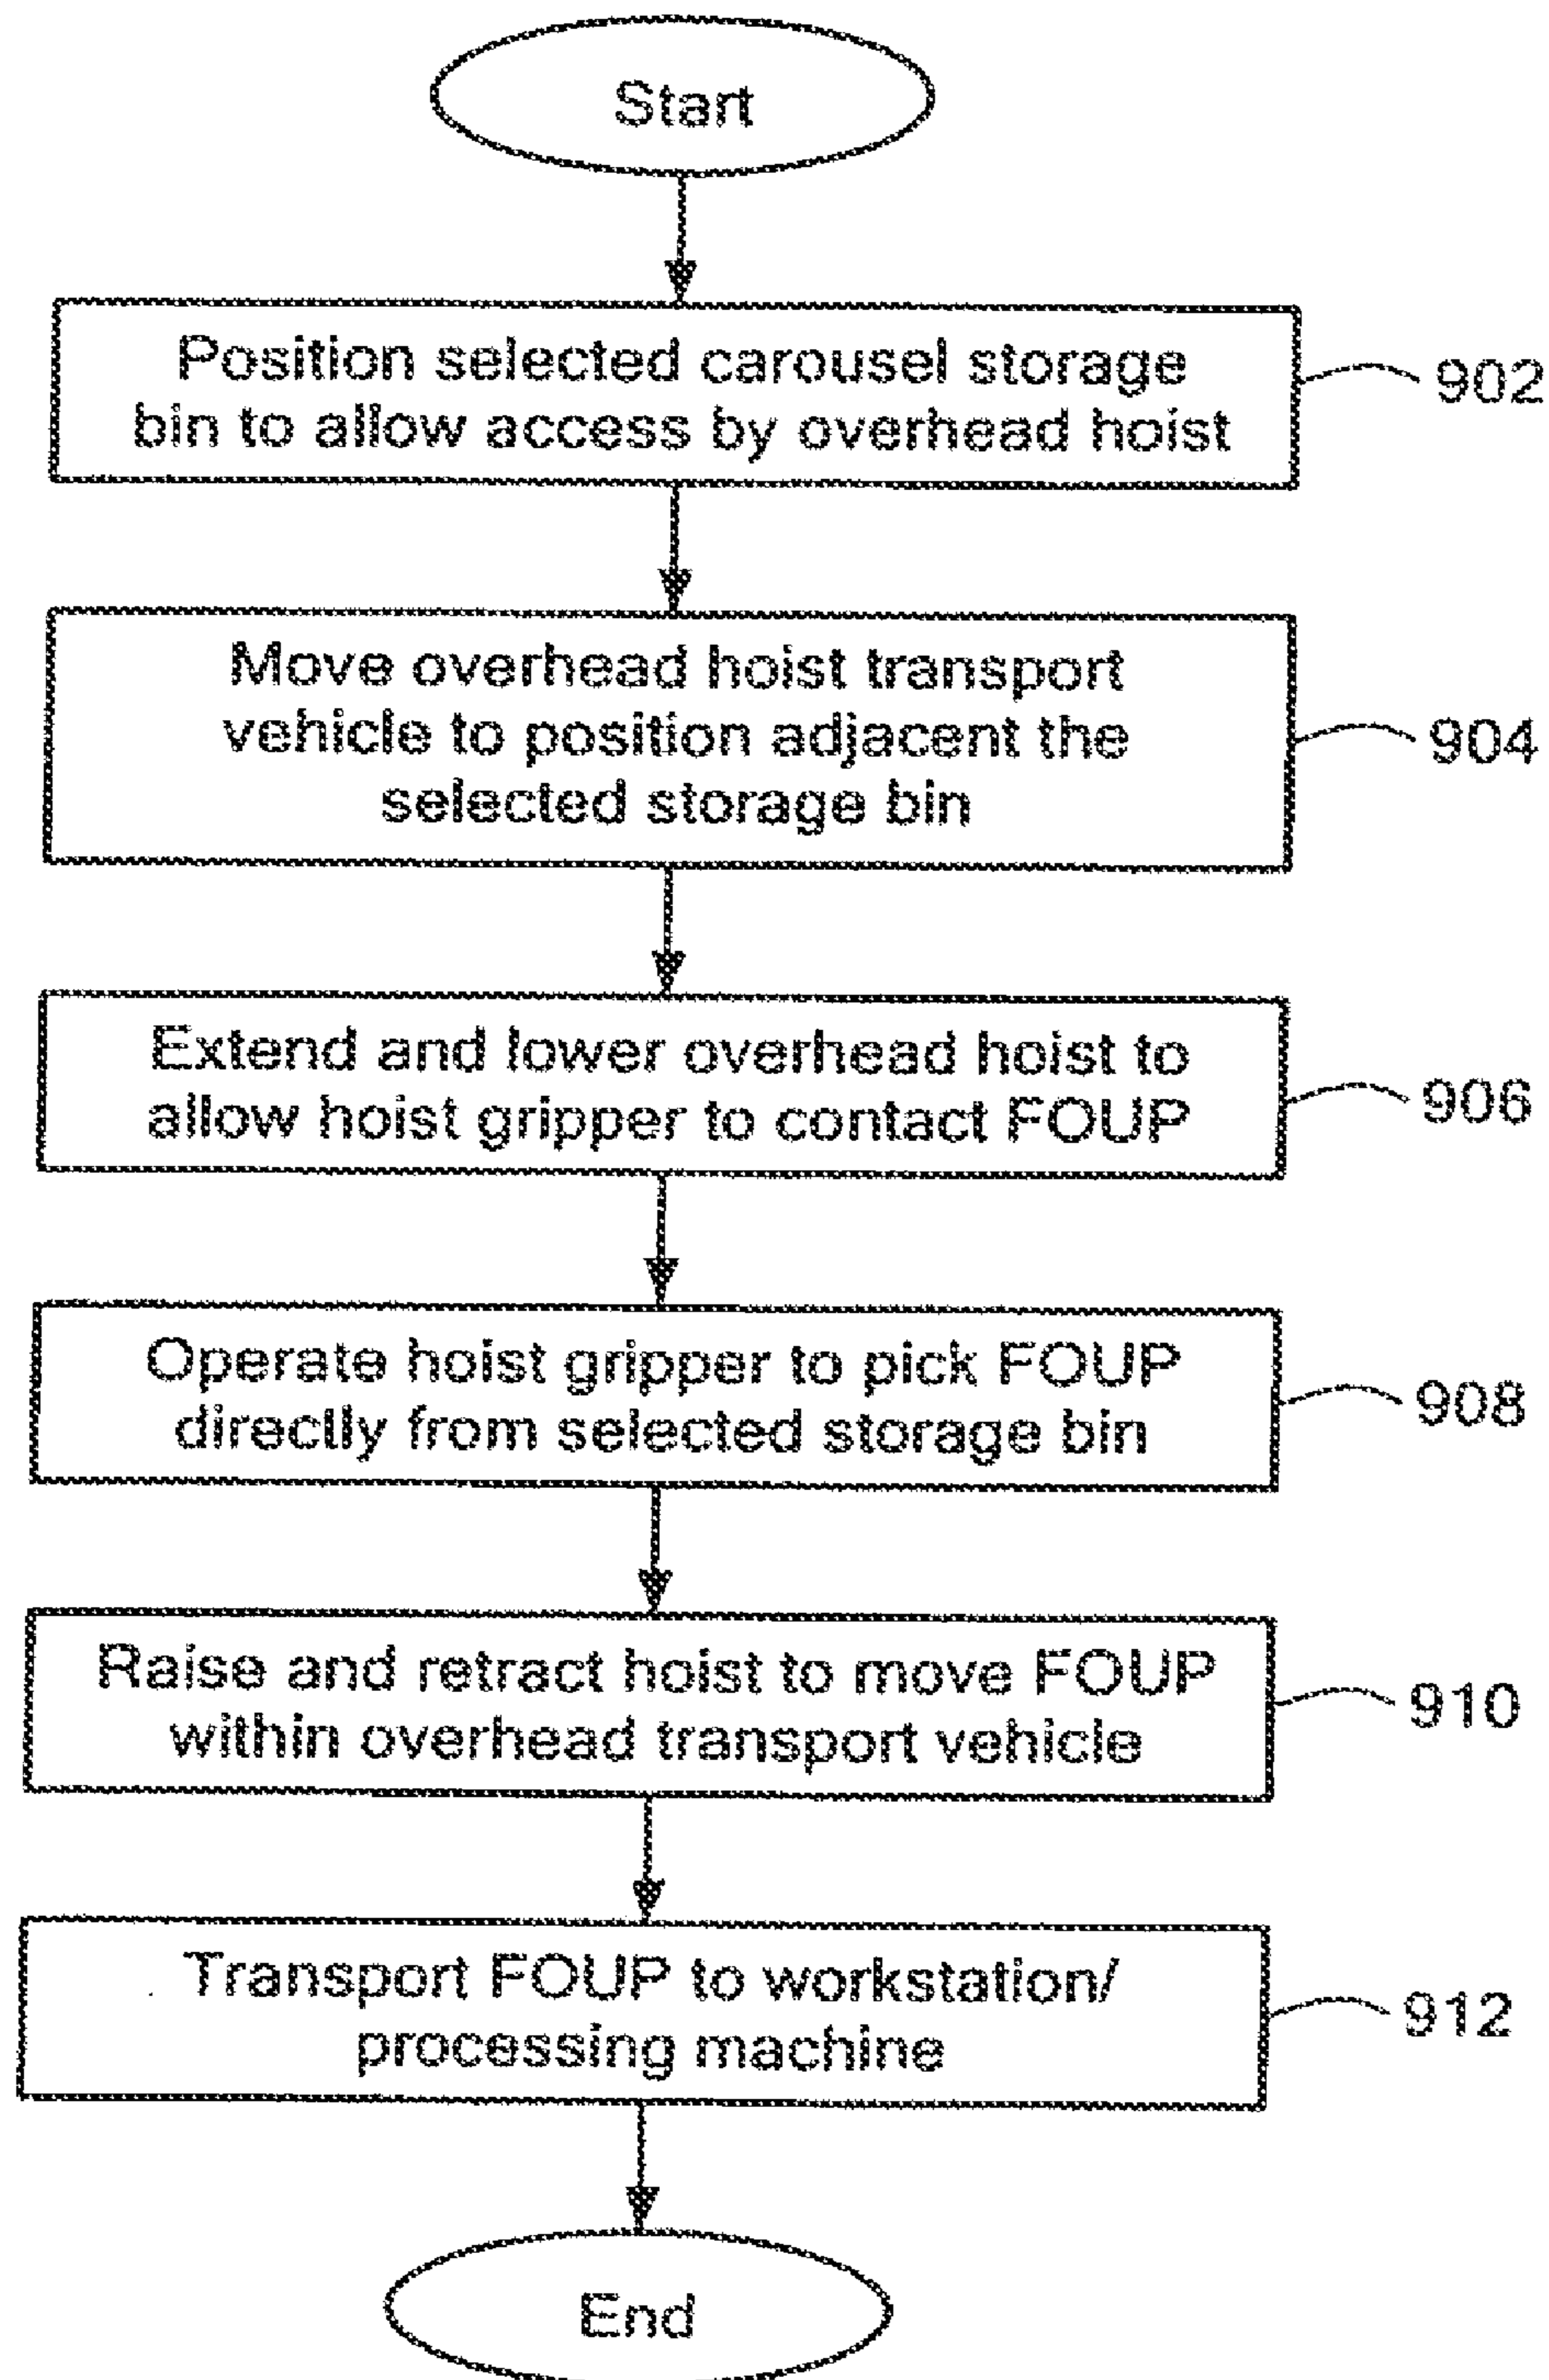 Start
Position selected carousel storage
bin to allow access by overhead hoist
902
Move overhead hoist transport
vehicle to position adjacent the
selected storage bin
904
Extend and lower overhead hoist to
allow hoist gripper to contact FOUP
906
Operate hoist gripper to pick FOUP
directly from selected storage bin
908
Raise and retract hoist to move FOUP
within overhead transport vehicle
910
Transport FOUP to workstation/
processing machine
912
End